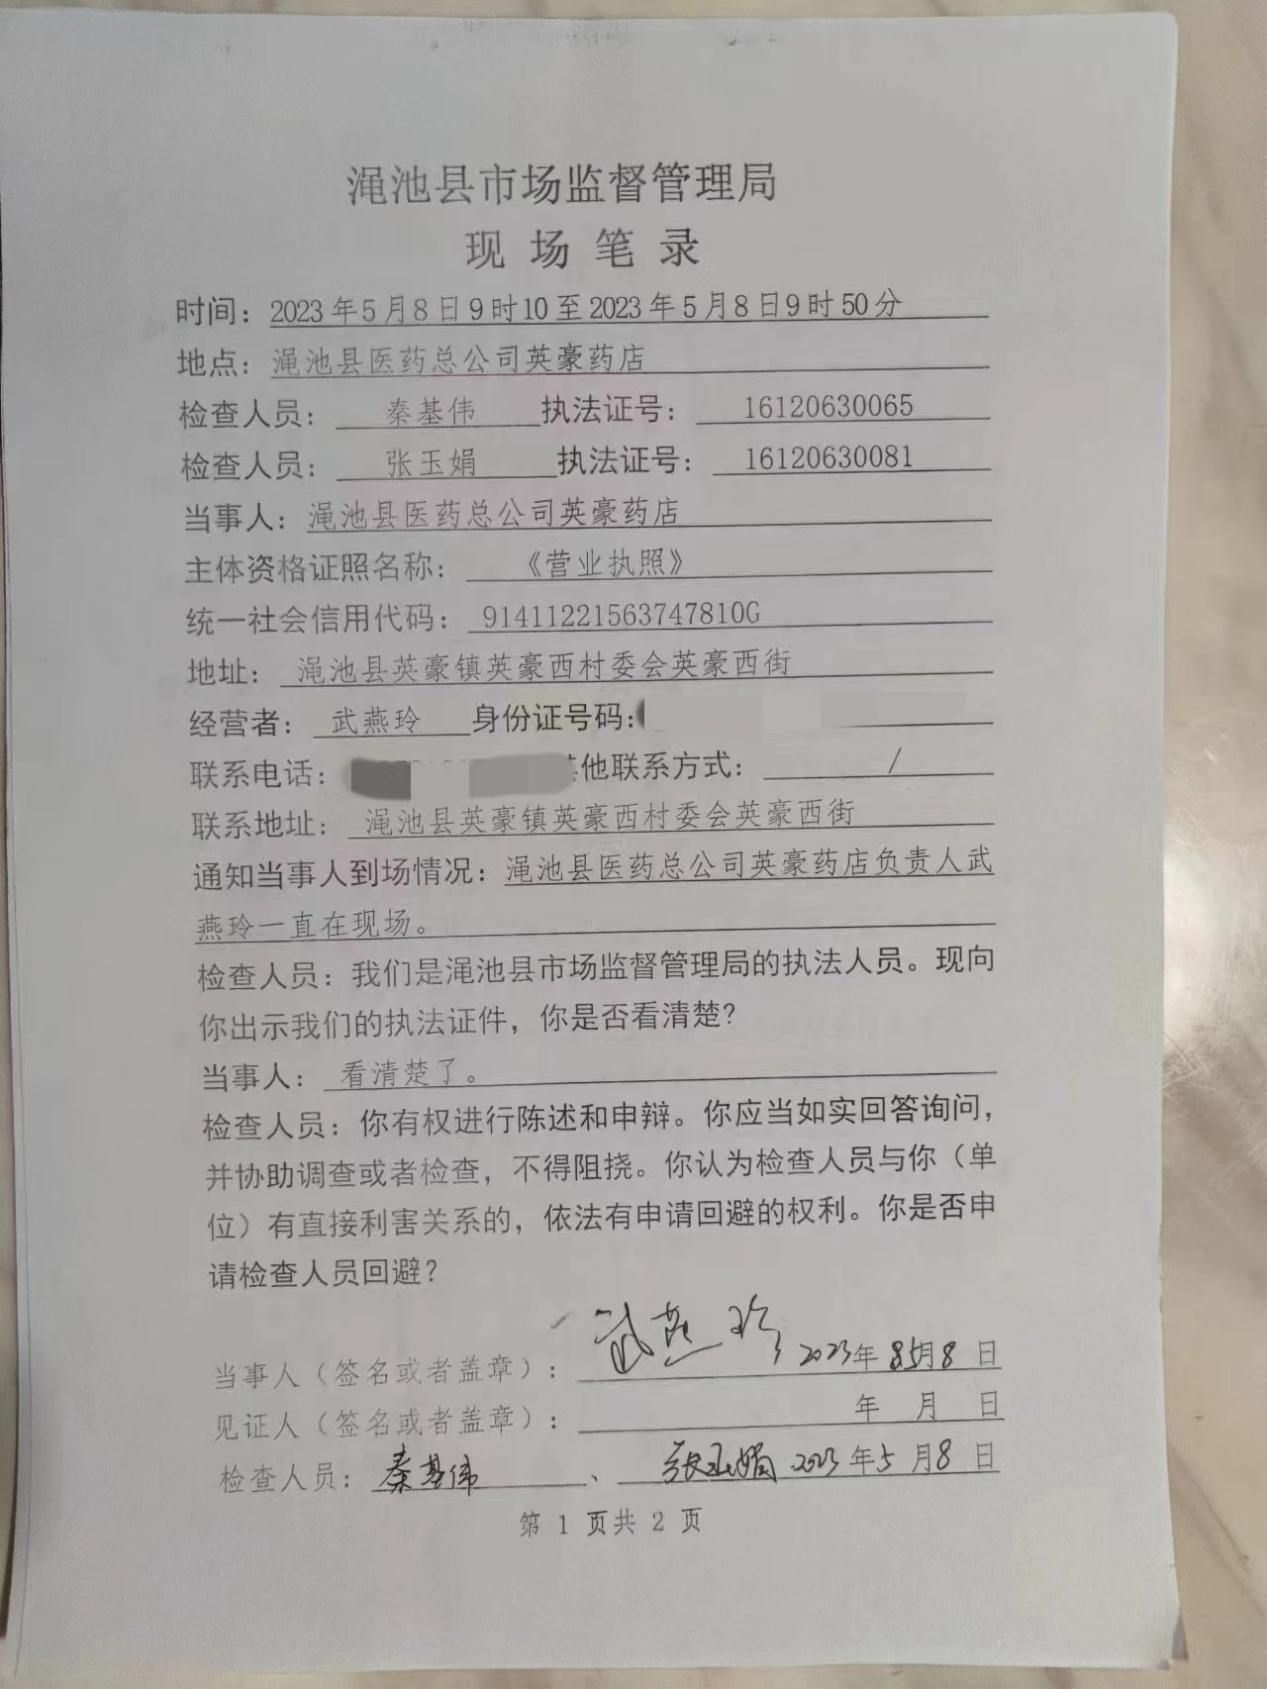 渑池县市场监督管理局
现场笔录
时间：2023年5月8日9时10至2023年5月8日9时50分
地点：渑池县医药总公司英豪药店
检查人员：秦基伟 执法证号：16120630065
检查人员：张玉娟 执法证号：16120630081
当事人：渑池县医药总公司英豪药店
主体资格证照名称：《营业执照》
统一社会信用代码：91411221563747810G
地址：渑池县英豪镇英豪西村委会英豪西街
经营者：武燕玲 身份证号码：
联系电话： 他联系方式：/
联系地址：渑池县英豪镇英豪西村委会英豪西街
通知当事人到场情况：渑池县医药总公司英豪药店负责人武
燕玲一直在现场。
检查人员：我们是渑池县市场监督管理局的执法人员。现向
你出示我们的执法证件，你是否看清楚？
当事人：看清楚了。
检查人员：你有权进行陈述和申辩。你应当如实回答询问，
并协助调查或者检查，不得阻挠。你认为检查人员与你（单
位）有直接利害关系的，依法有申请回避的权利。你是否申
请检查人员回避？
当事人（签名或者盖章）：武燕玲 2023年5月8日
见证人（签名或者盖章）： 年 月 日
检查人员：秦基伟、张玉娟 2023年5月8日
第 1 页共 2 页